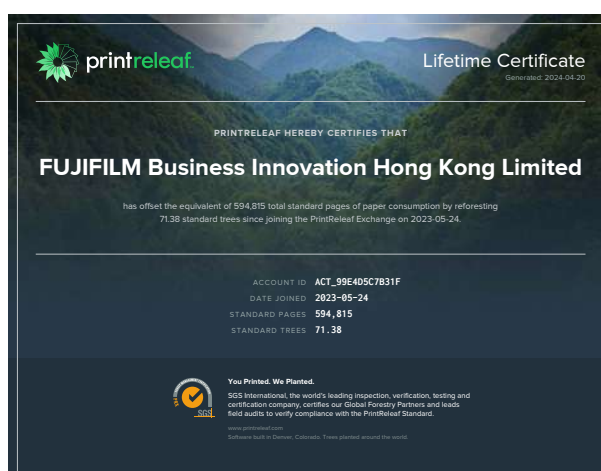 printreleaf
Lifetime Certificate
Generated: 2024-04-20
PRINTRELEAF HEREBY CERTIFIES THAT
FUJIFILM Business Innovation Hong Kong Limited
has offset the equivalent of 594,815 total standard pages of paper consumption by reforesting
71.38 standard trees since joining the PrintReleaf Exchange on 2023-05-24.
ACCOUNT ID ACT_99E4D5C7B31F
DATE JOINED 2023-05-24
STANDARD PAGES 594,815
STANDARD TREES 71.38
You Printed. We Planted.
SGS International, the world's leading inspection, verification, testing and
certification company, certifies our Global Forestry Partners and leads
field audits to verify compliance with the PrintReleaf Standard.
SGS
www.printreleaf.com
Software built in Denver, Colorado. Trees planted around the world.